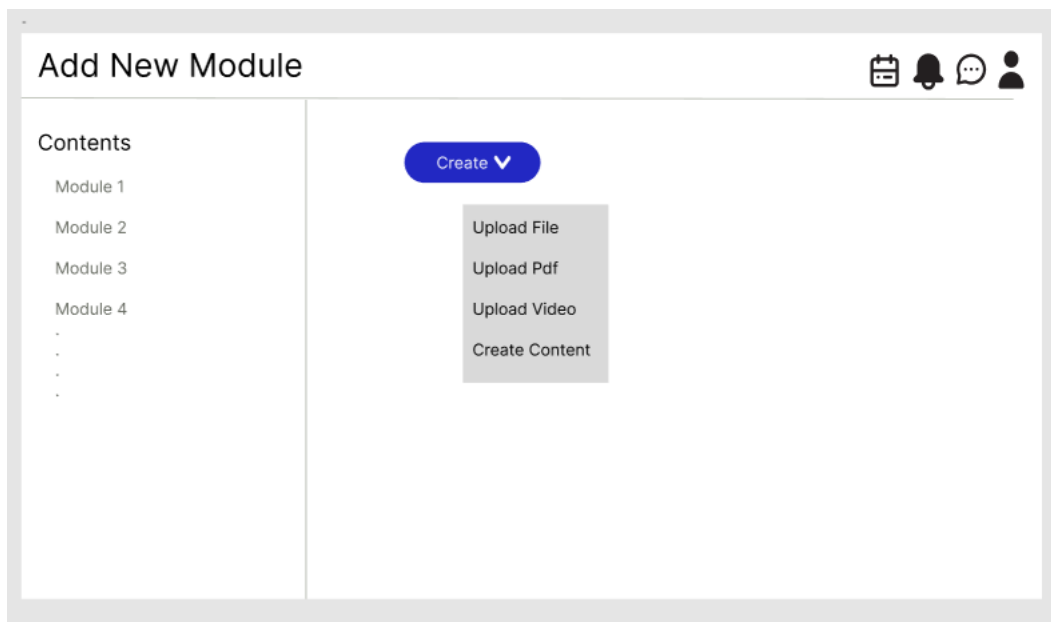 Add New Module
Contents
Module 1
Module 2
Module 3
Module 4
.
.
.
.
Create
Upload File
Upload Pdf
Upload Video
Create Content